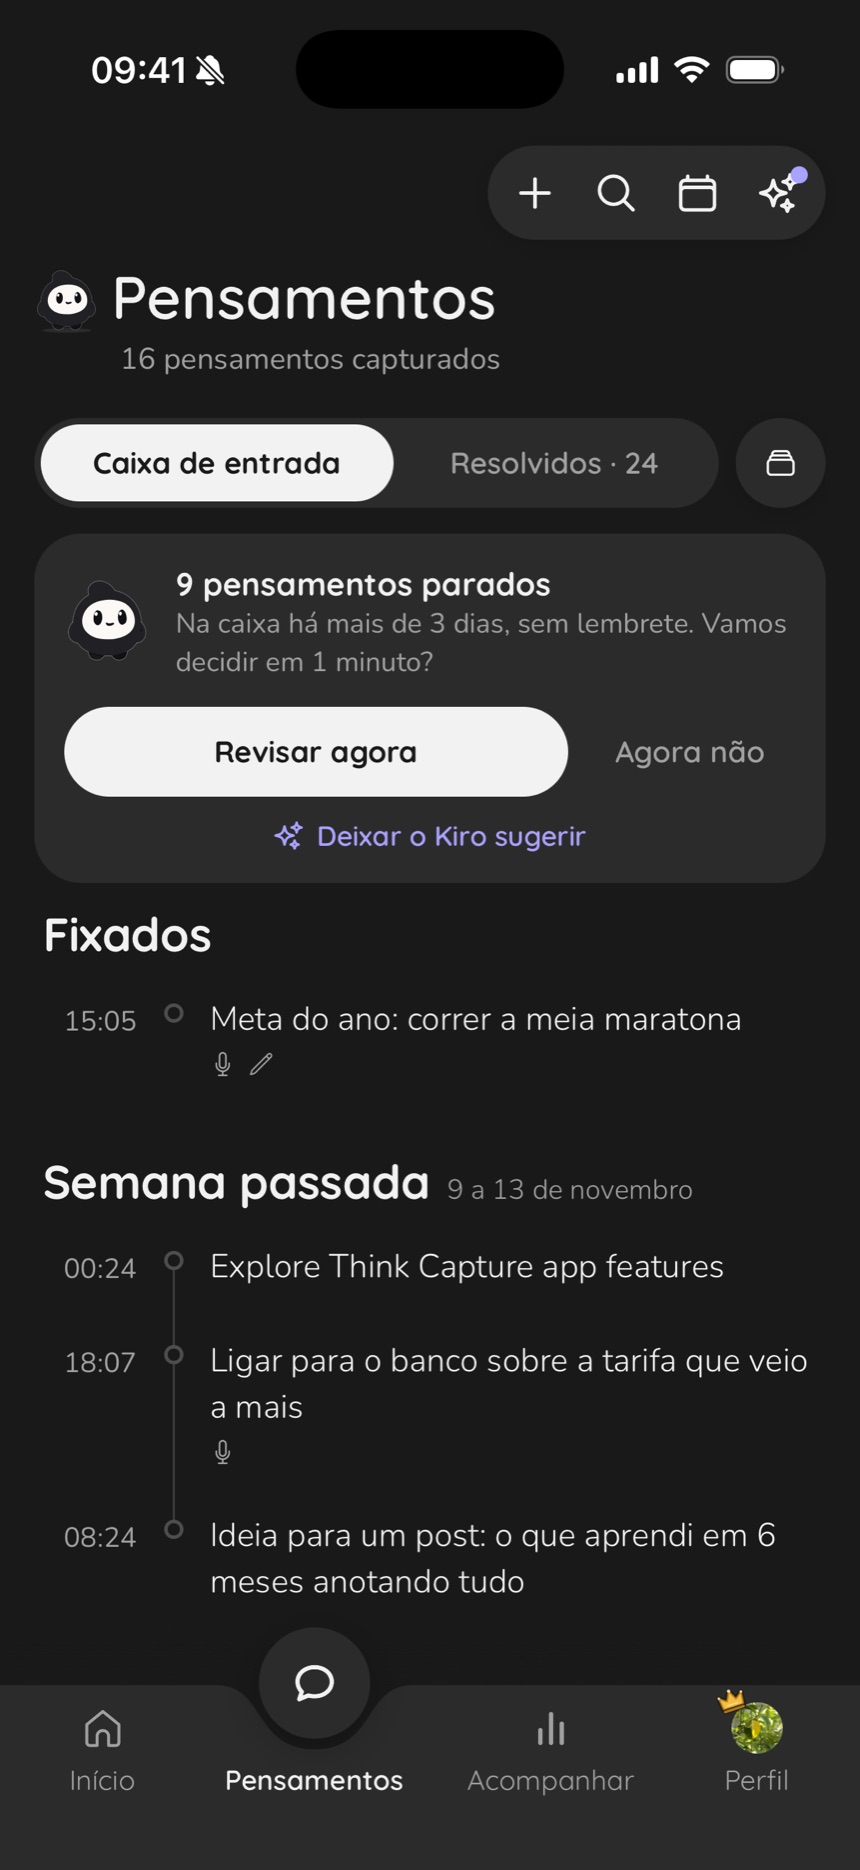 09:41
Pensamentos
16 pensamentos capturados
Caixa de entrada
Resolvidos · 24
9 pensamentos parados
Na caixa há mais de 3 dias, sem lembrete. Vamos
decidir em 1 minuto?
Revisar agora
Agora não
Deixar o Kiro sugerir
Fixados
15:05
Meta do ano: correr a meia maratona
Semana passada 9 a 13 de novembro
00:24
Explore Think Capture app features
18:07
Ligar para o banco sobre a tarifa que veio
a mais
08:24
Ideia para um post: o que aprendi em 6
meses anotando tudo
Início
Pensamentos
Acompanhar
Perfil